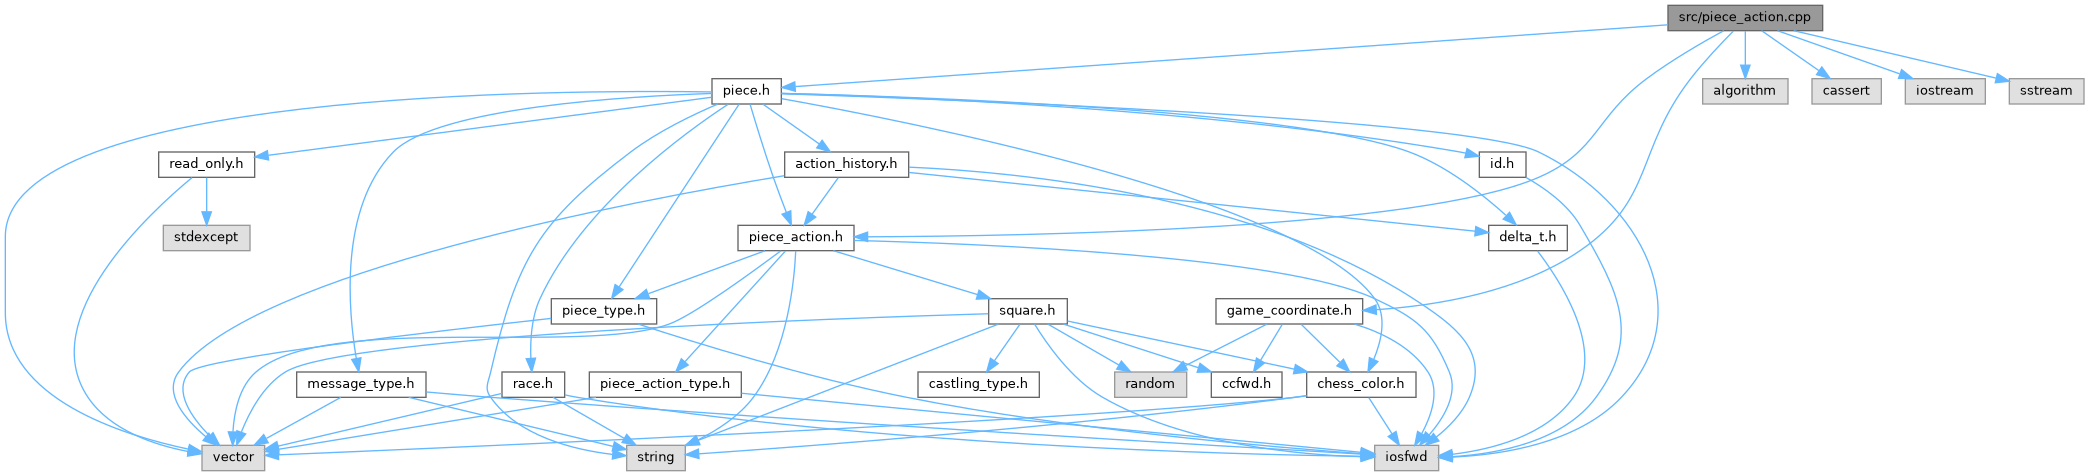 src/piece_action.cpp
piece.h
algorithm
cassert
iostream
sstream
read_only.h
action_history.h
id.h
stdexcept
piece_action.h
delta_t.h
piece_type.h
square.h
game_coordinate.h
message_type.h
race.h
piece_action_type.h
castling_type.h
random
ccfwd.h
chess_color.h
vector
string
iosfwd